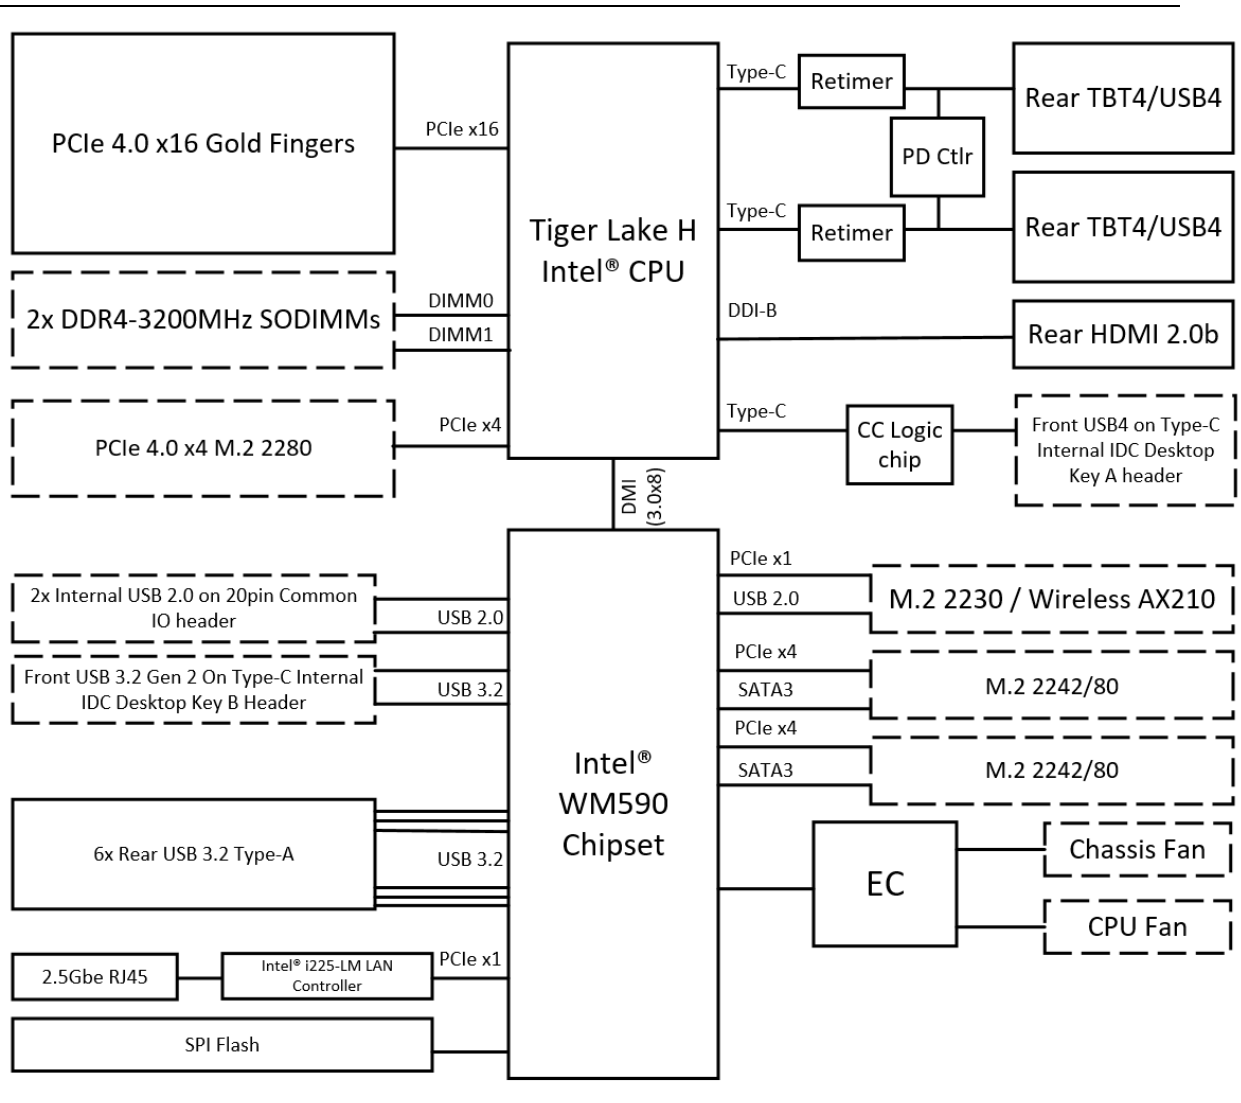 PCIe 4.0 x16 Gold Fingers
PCIe x16
Tiger Lake H
Intel® CPU
Type-C
Retimer
Rear TBT4/USB4
PD Ctlr
Type-C
Retimer
Rear TBT4/USB4
2x DDR4-3200MHz SODIMMs
DIMM0
DIMM1
DDI-B
Rear HDMI 2.0b
PCIe 4.0 x4 M.2 2280
PCIe x4
Type-C
CC Logic
chip
Front USB4 on Type-C
Internal IDC Desktop
Key A header
DMI
(3.0x8)
2x Internal USB 2.0 on 20pin Common
IO header
USB 2.0
Front USB 3.2 Gen 2 On Type-C Internal
IDC Desktop Key B Header
USB 3.2
Intel®
WM590
Chipset
PCIe x1
USB 2.0
M.2 2230 / Wireless AX210
PCIe x4
SATA3
M.2 2242/80
PCIe x4
SATA3
M.2 2242/80
6x Rear USB 3.2 Type-A
USB 3.2
EC
Chassis Fan
CPU Fan
2.5Gbe RJ45
Intel® i225-LM LAN
Controller
PCIe x1
SPI Flash